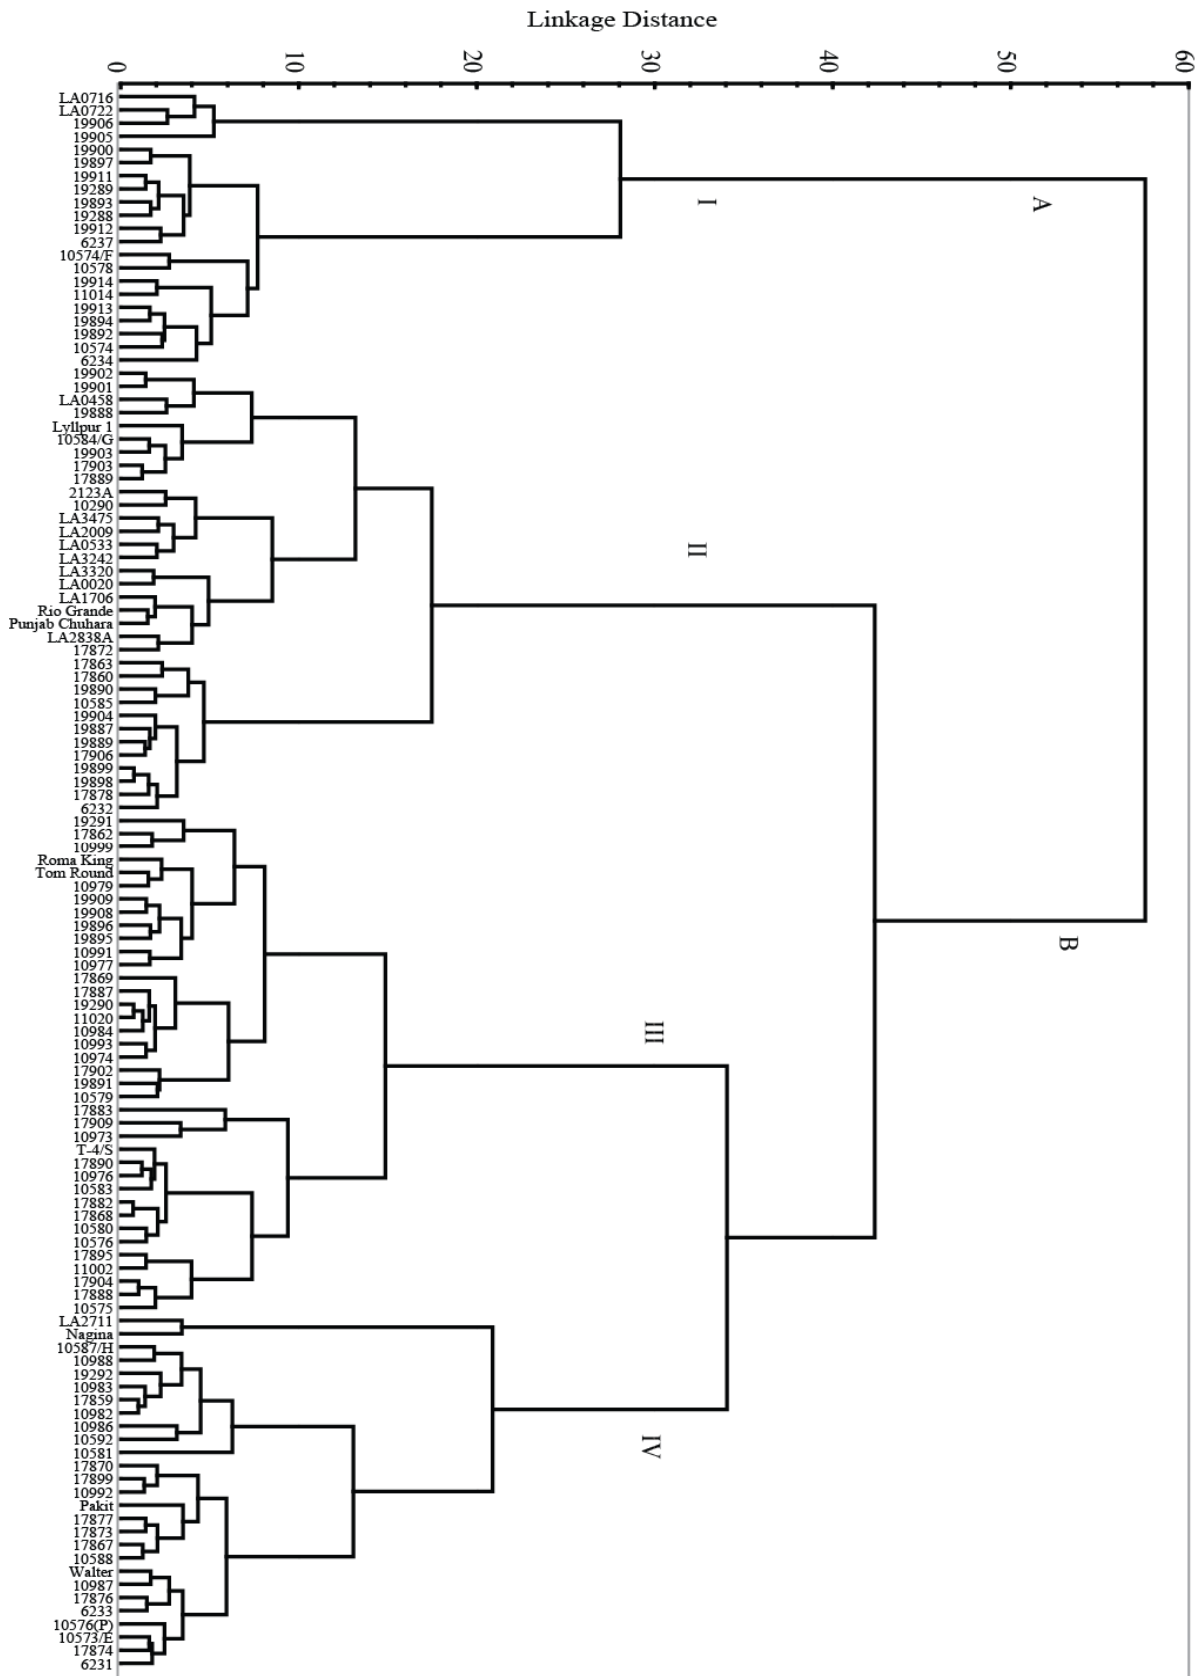 Linkage Distance
0
10
20
30
40
50
60
LA0716
LA0722
19906
19905
19900
19897
19911
19289
19893
19288
19912
6237
10574/F
10578
19914
11014
19913
19894
19892
10574
6234
19902
19901
LA0458
19888
Lyllpur 1
10584/G
19903
17903
17889
2123A
10290
LA3475
LA2009
LA0533
LA3242
LA3320
LA0020
LA1706
Rio Grande
Punjab Chuhara
LA2838A
17872
17863
17860
19890
10585
19904
19887
19889
17906
19899
19898
17878
6232
19291
17862
10999
Roma King
Tom Round
10979
19909
19908
19896
19895
10991
10977
17869
17887
19290
11020
10984
10993
10974
17902
19891
10579
17883
17909
10973
T-4/S
17890
10976
10583
17882
17868
10580
10576
17895
11002
17904
17888
10575
LA2711
Nagina
10587/H
10988
19292
10983
17859
10982
10986
10592
10581
17870
17899
10992
Pakit
17877
17873
17867
10588
Walter
10987
17876
6233
10576(P)
10573/E
17874
6231
I
A
II
B
III
IV